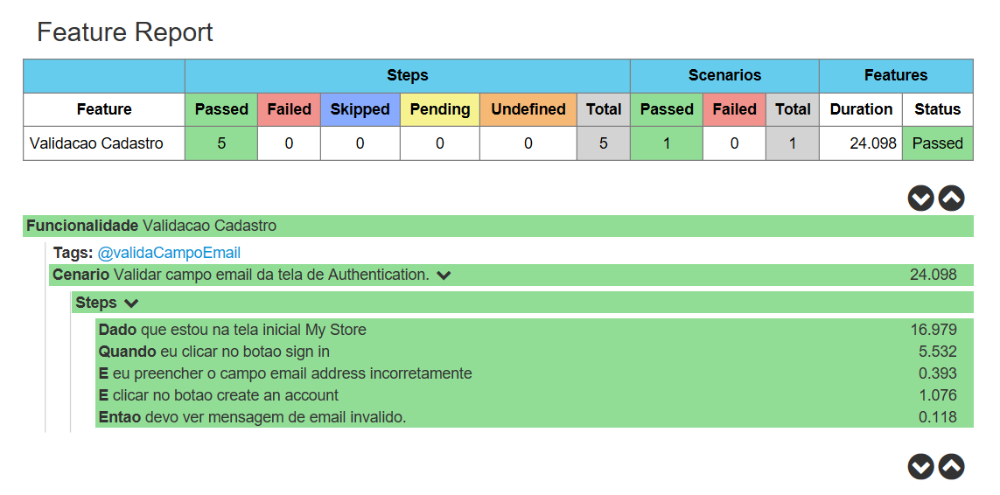 Feature Report
Steps Scenarios Features
Feature Passed Failed Skipped Pending Undefined Total Passed Failed Total Duration Status
Validacao Cadastro 5 0 0 0 0 5 1 0 1 24.098 Passed
Funcionalidade Validacao Cadastro
Tags: @validaCampoEmail
Cenario Validar campo email da tela de Authentication. 24.098
Steps
Dado que estou na tela inicial My Store 16.979
Quando eu clicar no botao sign in 5.532
E eu preencher o campo email address incorretamente 0.393
E clicar no botao create an account 1.076
Entao devo ver mensagem de email invalido. 0.118